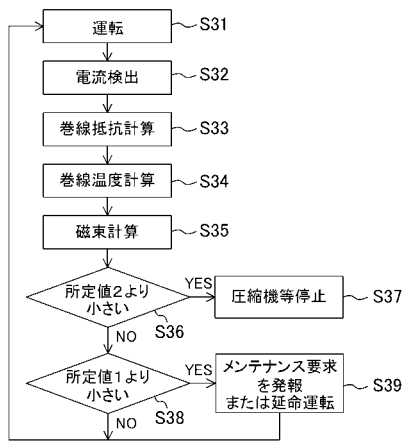 運転
S31
電流検出
S32
巻線抵抗計算
S33
巻線温度計算
S34
磁束計算
S35
所定値2より
小さい
YES
S36
圧縮機等停止
S37
NO
所定値1より
小さい
YES
S38
メンテナンス要求
を発報
または延命運転
S39
NO